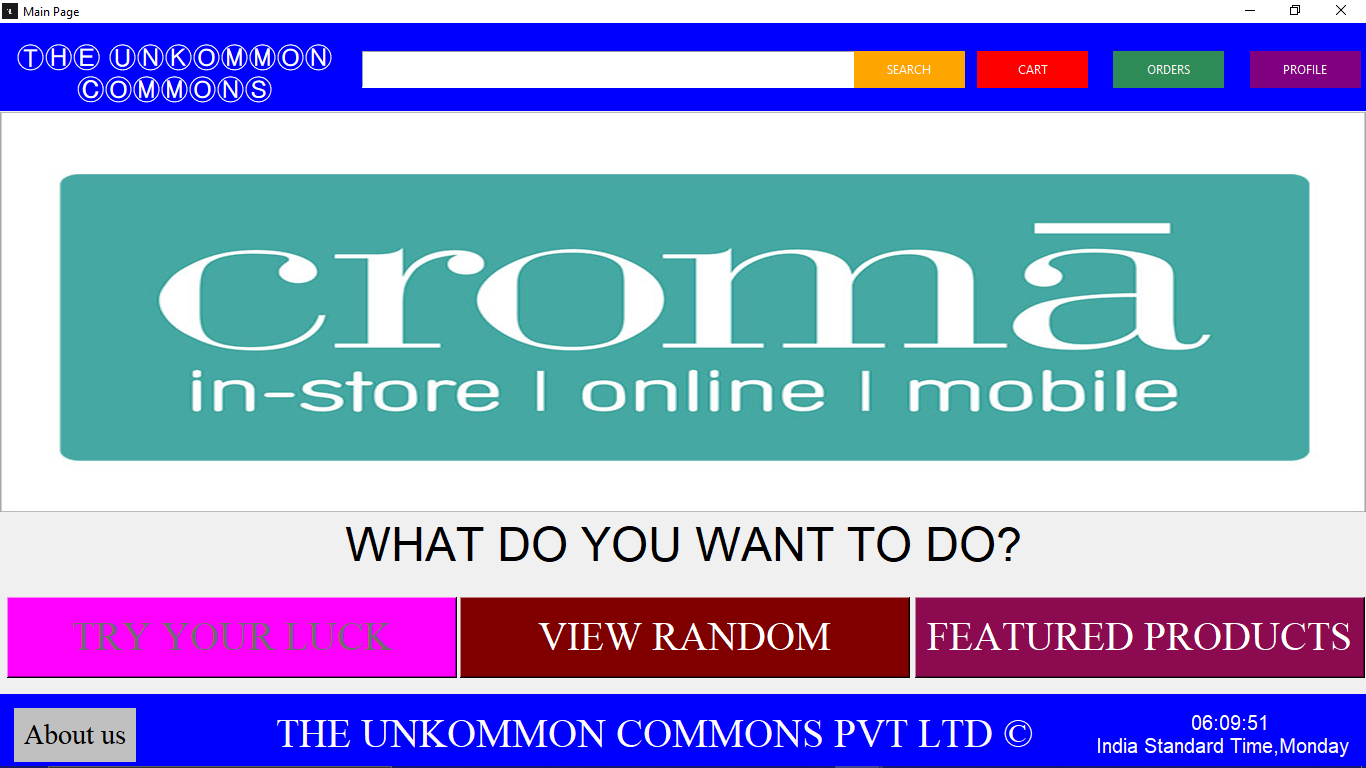 Main Page
ⓉⒽⒺ ⓊⓃⓀⓄⓂⓂⓄⓃ
ⒸⓄⓂⓂⓄⓃⓈ
SEARCH
CART
ORDERS
PROFILE
cromā
in-store | online | mobile
WHAT DO YOU WANT TO DO?
TRY YOUR LUCK
VIEW RANDOM
FEATURED PRODUCTS
About us
THE UNKOMMON COMMONS PVT LTD ©
06:09:51
India Standard Time,Monday